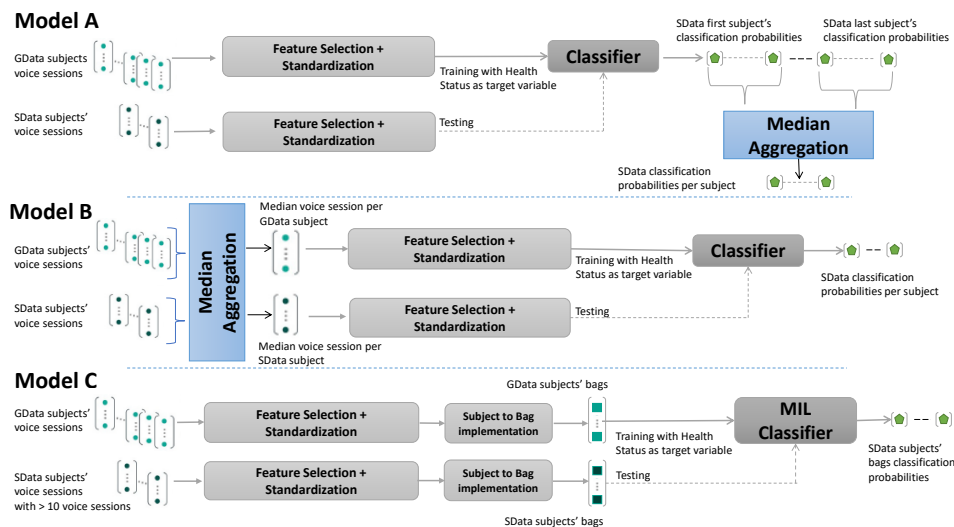 Model A
GData subjects
voice sessions
Feature Selection +
Standardization
Training with Health
Status as target variable
Classifier
SData first subject's
classification probabilities
SData last subject's
classification probabilities
SData subjects'
voice sessions
Feature Selection +
Standardization
Testing
Median
Aggregation
SData classification
probabilities per subject
Model B
GData subjects'
voice sessions
Median
Aggregation
Median voice session per
GData subject
Feature Selection +
Standardization
Training with Health
Status as target variable
Classifier
SData classification
probabilities per subject
SData subjects'
voice sessions
Median voice session per
SData subject
Feature Selection +
Standardization
Testing
Model C
GData subjects'
voice sessions
Feature Selection +
Standardization
Subject to Bag
implementation
GData subjects' bags
Training with Health
Status as target variable
MIL
Classifier
SData subjects'
bags classification
probabilities
SData subjects'
voice sessions
with > 10 voice sessions
Feature Selection +
Standardization
Subject to Bag
implementation
Testing
SData subjects' bags